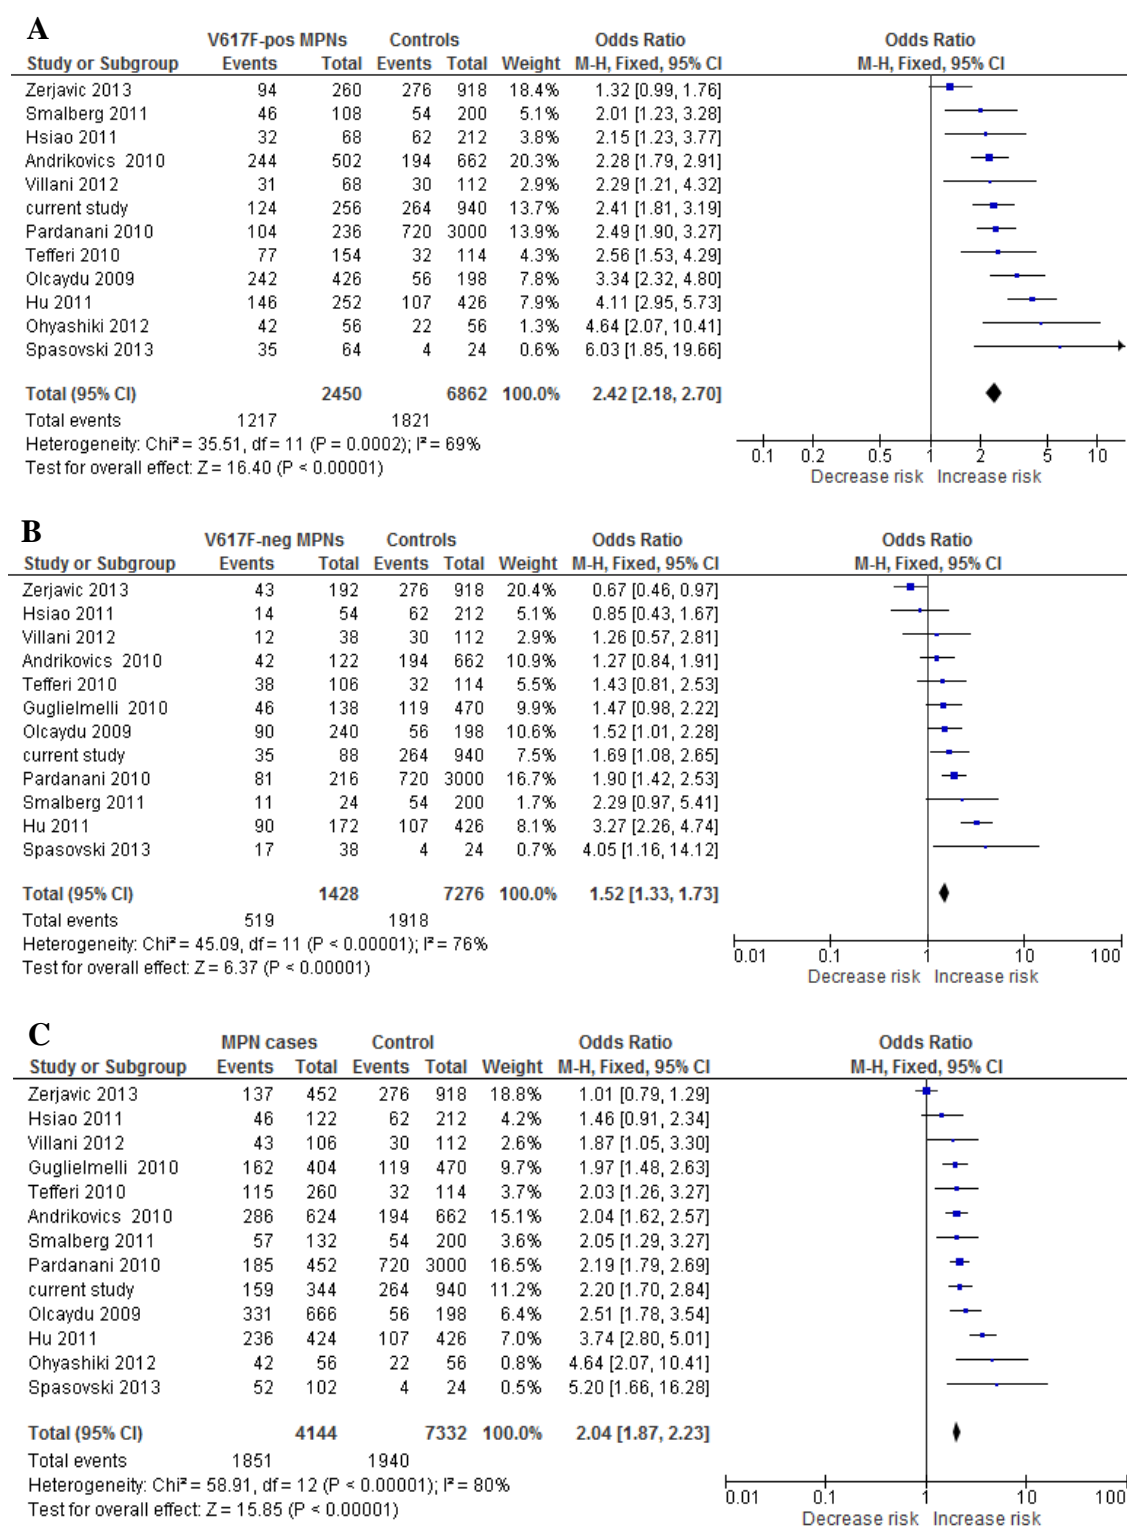 A
V617F-pos MPNs Controls Odds Ratio Odds Ratio
Study or Subgroup Events Total Events Total Weight M-H, Fixed, 95% CI M-H, Fixed, 95% CI
Zerjavic 2013 94 260 276 918 18.4% 1.32 [0.99, 1.76]
Smalberg 2011 46 108 54 200 5.1% 2.01 [1.23, 3.28]
Hsiao 2011 32 68 62 212 3.8% 2.15 [1.23, 3.77]
Andrikovics 2010 244 502 194 662 20.3% 2.28 [1.79, 2.91]
Villani 2012 31 68 30 112 2.9% 2.29 [1.21, 4.32]
current study 124 256 264 940 13.7% 2.41 [1.81, 3.19]
Pardanani 2010 104 236 720 3000 13.9% 2.49 [1.90, 3.27]
Tefferi 2010 77 154 32 114 4.3% 2.56 [1.53, 4.29]
Olcaydu 2009 242 426 56 198 7.8% 3.34 [2.32, 4.80]
Hu 2011 146 252 107 426 7.9% 4.11 [2.95, 5.73]
Ohyashiki 2012 42 56 22 56 1.3% 4.64 [2.07, 10.41]
Spasovski 2013 35 64 4 24 0.6% 6.03 [1.85, 19.66]
Total (95% CI) 2450 6862 100.0% 2.42 [2.18, 2.70]
Total events 1217 1821
Heterogeneity: Chi² = 35.51, df = 11 (P = 0.0002); I² = 69%
Test for overall effect: Z = 16.40 (P < 0.00001)
0.1 0.2 0.5 1 2 5 10
Decrease risk Increase risk
B
V617F-neg MPNs Controls Odds Ratio Odds Ratio
Study or Subgroup Events Total Events Total Weight M-H, Fixed, 95% CI M-H, Fixed, 95% CI
Zerjavic 2013 43 192 276 918 20.4% 0.67 [0.46, 0.97]
Hsiao 2011 14 54 62 212 5.1% 0.85 [0.43, 1.67]
Villani 2012 12 38 30 112 2.9% 1.26 [0.57, 2.81]
Andrikovics 2010 42 122 194 662 10.9% 1.27 [0.84, 1.91]
Tefferi 2010 38 106 32 114 5.5% 1.43 [0.81, 2.53]
Guglielmelli 2010 46 138 119 470 9.9% 1.47 [0.98, 2.22]
Olcaydu 2009 90 240 56 198 10.6% 1.52 [1.01, 2.28]
current study 35 88 264 940 7.5% 1.69 [1.08, 2.65]
Pardanani 2010 81 216 720 3000 16.7% 1.90 [1.42, 2.53]
Smalberg 2011 11 24 54 200 1.7% 2.29 [0.97, 5.41]
Hu 2011 90 172 107 426 8.1% 3.27 [2.26, 4.74]
Spasovski 2013 17 38 4 24 0.7% 4.05 [1.16, 14.12]
Total (95% CI) 1428 7276 100.0% 1.52 [1.33, 1.73]
Total events 519 1918
Heterogeneity: Chi² = 45.09, df = 11 (P < 0.00001); I² = 76%
Test for overall effect: Z = 6.37 (P < 0.00001)
0.01 0.1 1 10 100
Decrease risk Increase risk
C
MPN cases Control Odds Ratio Odds Ratio
Study or Subgroup Events Total Events Total Weight M-H, Fixed, 95% CI M-H, Fixed, 95% CI
Zerjavic 2013 137 452 276 918 18.8% 1.01 [0.79, 1.29]
Hsiao 2011 46 122 62 212 4.2% 1.46 [0.91, 2.34]
Villani 2012 43 106 30 112 2.6% 1.87 [1.05, 3.30]
Guglielmelli 2010 162 404 119 470 9.7% 1.97 [1.48, 2.63]
Tefferi 2010 115 260 32 114 3.7% 2.03 [1.26, 3.27]
Andrikovics 2010 286 624 194 662 15.1% 2.04 [1.62, 2.57]
Smalberg 2011 57 132 54 200 3.6% 2.05 [1.29, 3.27]
Pardanani 2010 185 452 720 3000 16.5% 2.19 [1.79, 2.69]
current study 159 344 264 940 11.2% 2.20 [1.70, 2.84]
Olcaydu 2009 331 666 56 198 6.4% 2.51 [1.78, 3.54]
Hu 2011 236 424 107 426 7.0% 3.74 [2.80, 5.01]
Ohyashiki 2012 42 56 22 56 0.8% 4.64 [2.07, 10.41]
Spasovski 2013 52 102 4 24 0.5% 5.20 [1.66, 16.28]
Total (95% CI) 4144 7332 100.0% 2.04 [1.87, 2.23]
Total events 1851 1940
Heterogeneity: Chi² = 58.91, df = 12 (P < 0.00001); I² = 80%
Test for overall effect: Z = 15.85 (P < 0.00001)
0.01 0.1 1 10 100
Decrease risk Increase risk